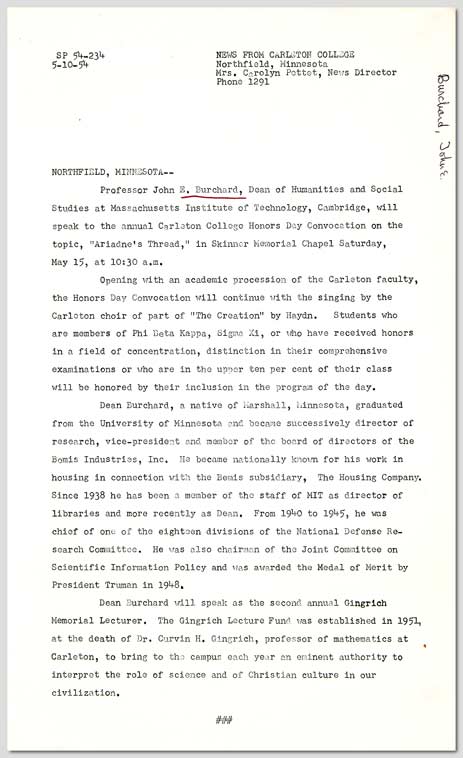 SP 54-234
5-10-54
NEWS FROM CARLETON COLLEGE
Northfield, Minnesota
Mrs. Carolyn Pettet, News Director
Phone 1291
Burchard, John E.
NORTHFIELD, MINNESOTA--
Professor John E. Burchard, Dean of Humanities and Social
Studies at Massachusetts Institute of Technology, Cambridge, will
speak to the annual Carleton College Honors Day Convocation on the
topic, "Ariadne's Thread," in Skinner Memorial Chapel Saturday,
May 15, at 10:30 a.m.
Opening with an academic procession of the Carleton faculty,
the Honors Day Convocation will continue with the singing by the
Carleton choir of part of "The Creation" by Haydn. Students who
are members of Phi Beta Kappa, Sigma Xi, or who have received honors
in a field of concentration, distinction in their comprehensive
examinations or who are in the upper ten per cent of their class
will be honored by their inclusion in the program of the day.
Dean Burchard, a native of Marshall, Minnesota, graduated
from the University of Minnesota and became successively director of
research, vice-president and member of the board of directors of the
Bemis Industries, Inc. He became nationally known for his work in
housing in connection with the Bemis subsidiary, The Housing Company.
Since 1938 he has been a member of the staff of MIT as director of
libraries and more recently as Dean. From 1940 to 1945, he was
chief of one of the eighteen divisions of the National Defense Re-
search Committee. He was also chairman of the Joint Committee on
Scientific Information Policy and was awarded the Medal of Merit by
President Truman in 1948.
Dean Burchard will speak as the second annual Gingrich
Memorial Lecturer. The Gingrich Lecture Fund was established in 1951,
at the death of Dr. Curvin H. Gingrich, professor of mathematics at
Carleton, to bring to the campus each year an eminent authority to
interpret the role of science and of Christian culture in our
civilization.
###